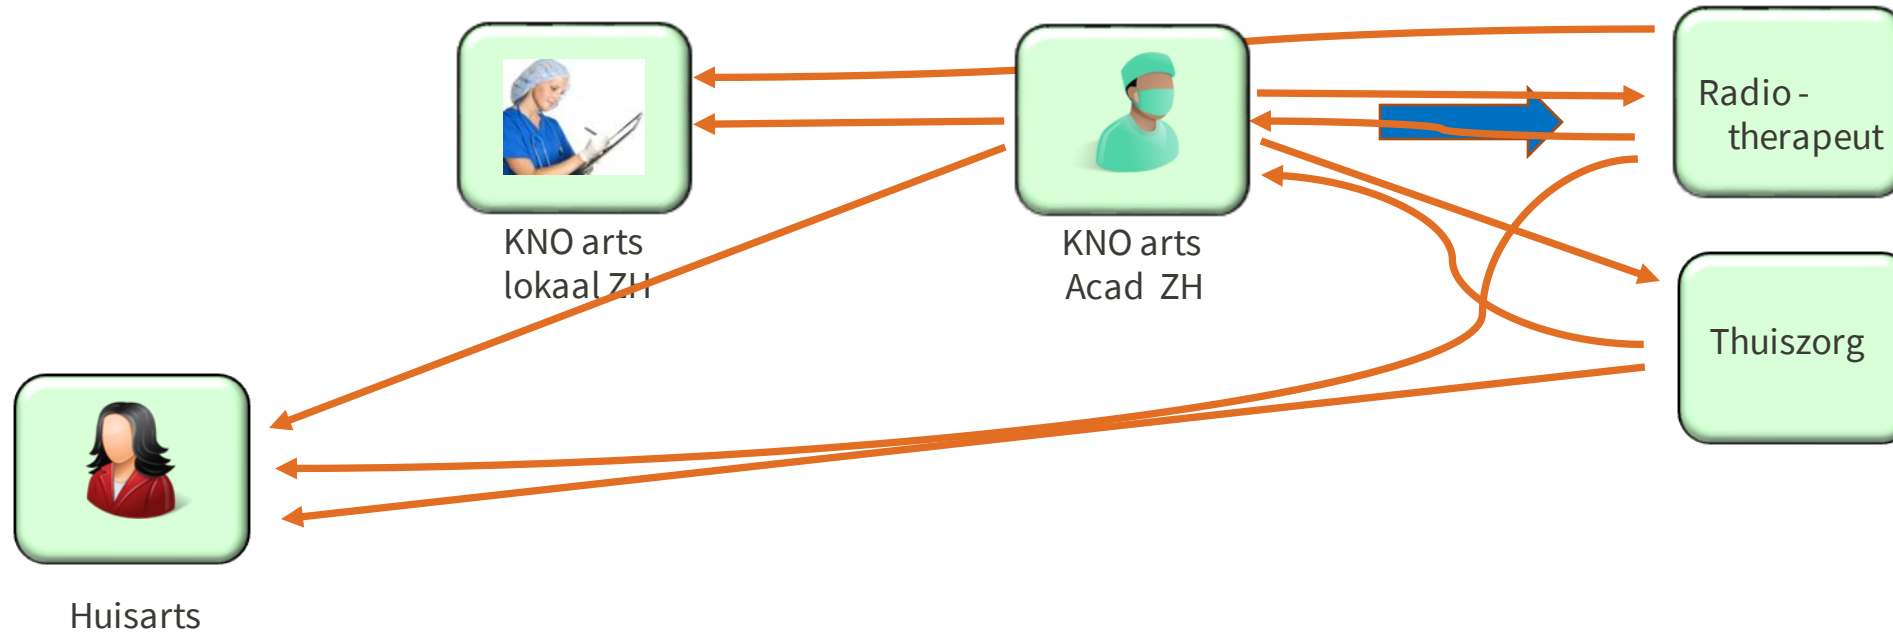 Radio -
therapeut
KNO arts
lokaal ZH
KNO arts
Acad ZH
Thuiszorg
Huisarts